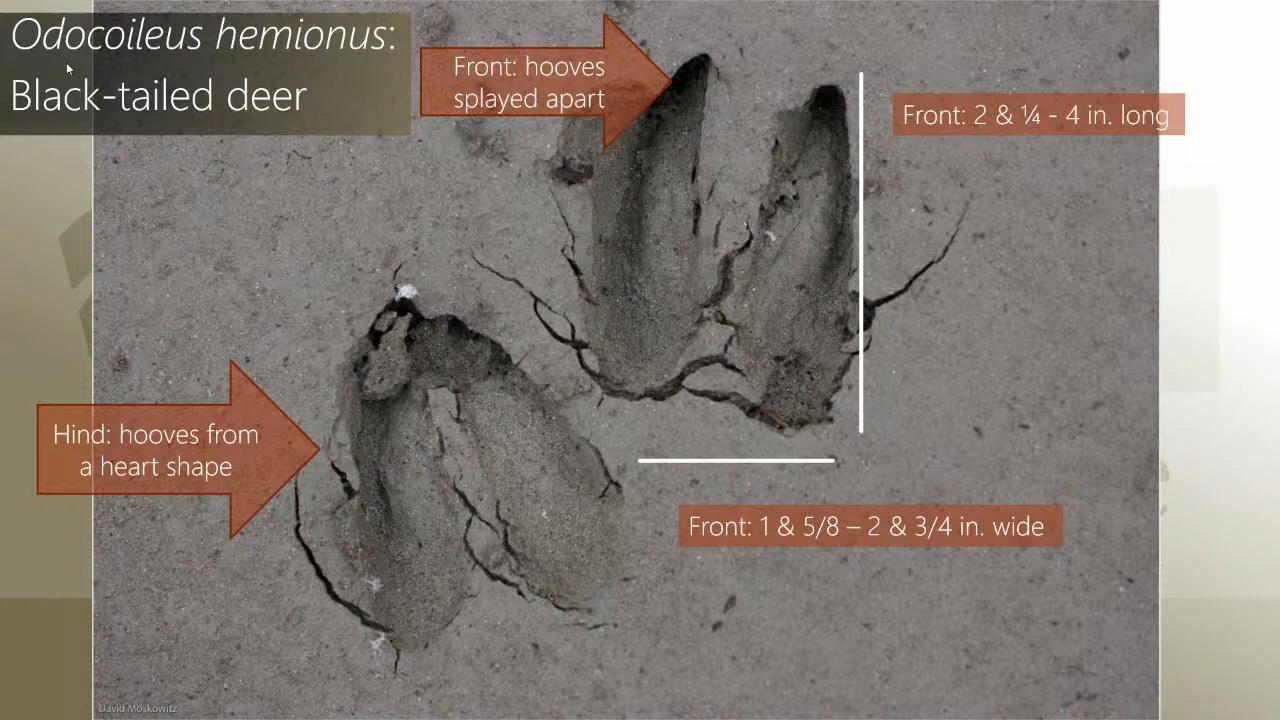 Odocoileus hemionus:
Black-tailed deer
Front: hooves
splayed apart
Front: 2 & ¼ - 4 in. long
Hind: hooves from
a heart shape
Front: 1 & 5/8 – 2 & 3/4 in. wide
David Moskowitz